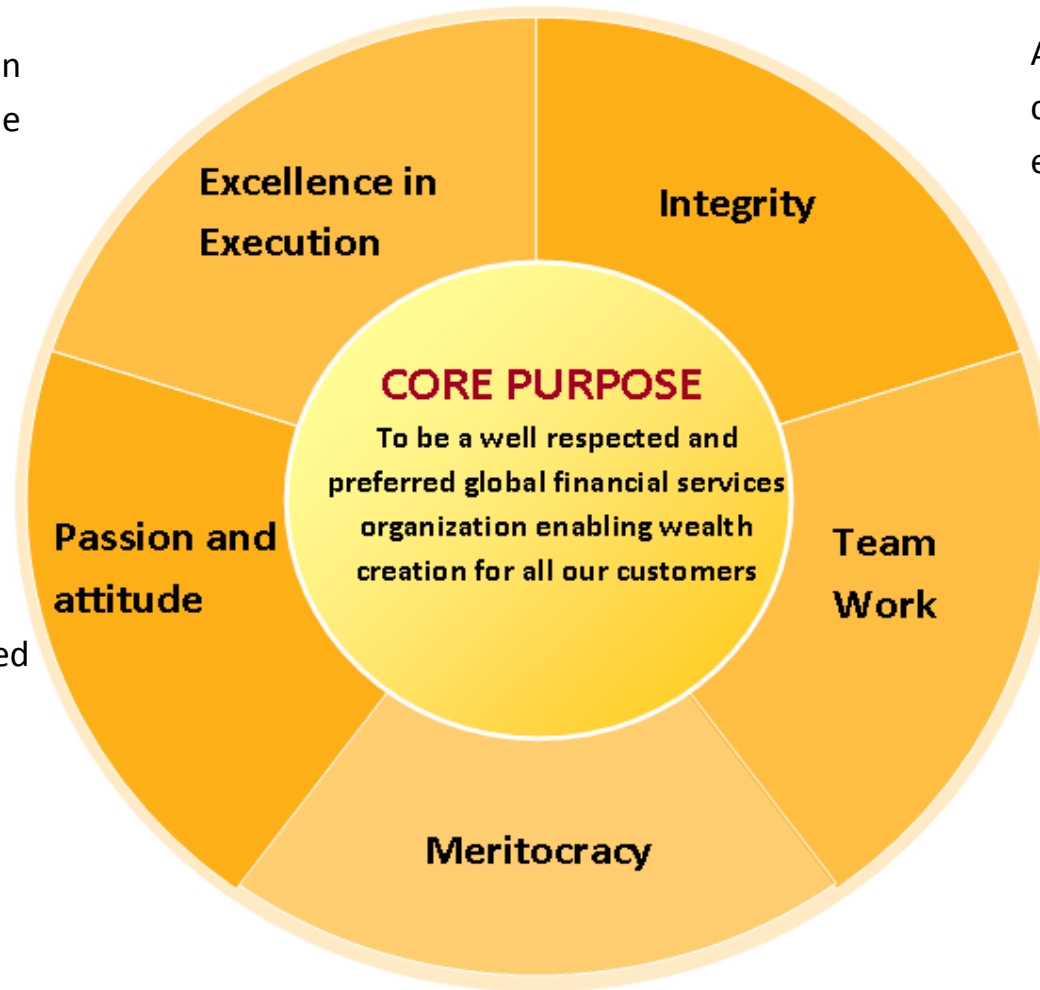 Excellence in
Execution
Integrity
CORE PURPOSE
To be a well respected and
preferred global financial services
organization enabling wealth
creation for all our customers
Passion and
attitude
Team
Work
Meritocracy